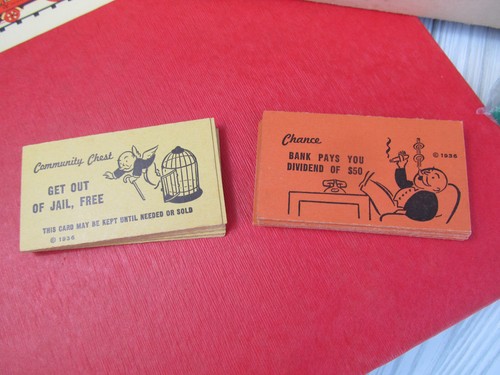 Community Chest
GET OUT
OF JAIL, FREE
THIS CARD MAY BE KEPT UNTIL NEEDED OR SOLD
© 1936
Chance
BANK PAYS YOU
DIVIDEND OF $50
© 1936